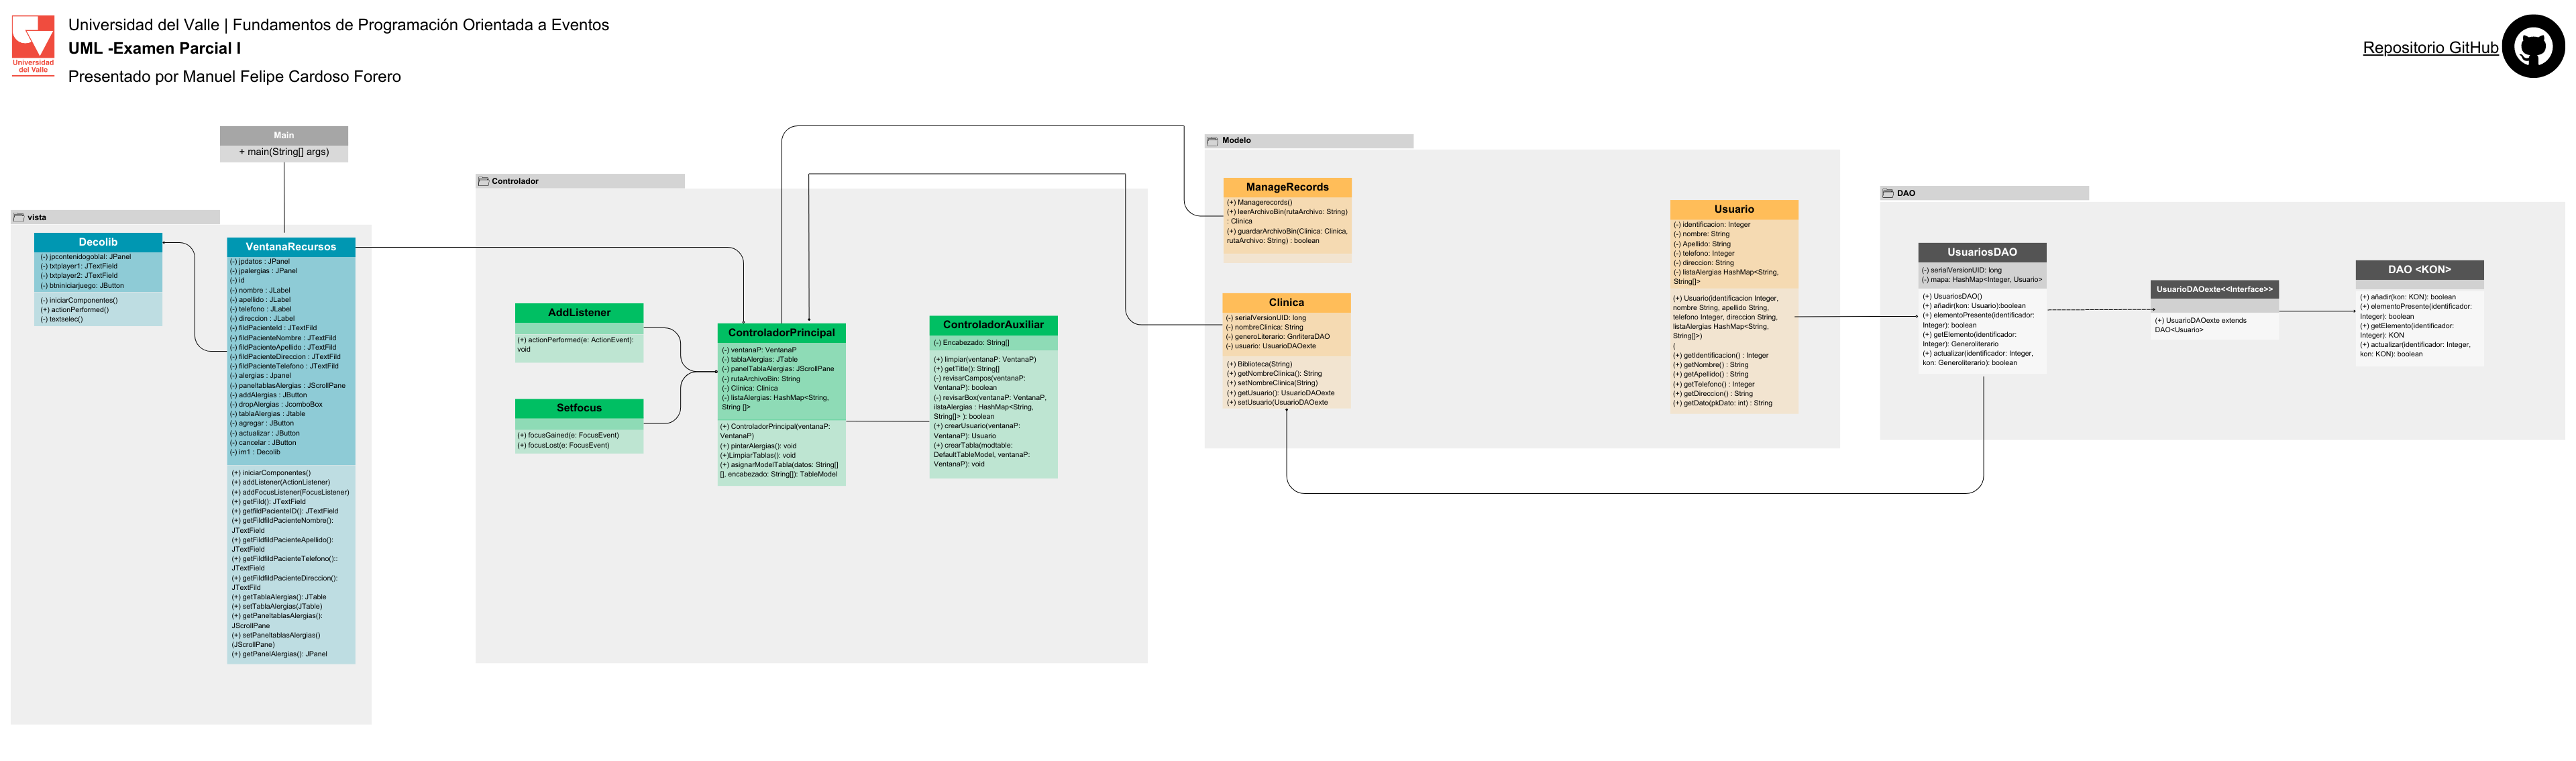 Universidad del Valle | Fundamentos de Programación Orientada a Eventos
UML -Examen Parcial I
Presentado por Manuel Felipe Cardoso Forero
Universidad
del Valle
Repositorio GitHub
Main
+ main(String[] args)
vista
Decolib
(-) jpcontenidogoblal: JPanel
(-) txtplayer1: JTextField
(-) txtplayer2: JTextField
(-) btniniciarjuego: JButton
(-) iniciarComponentes()
(+) actionPerformed()
(-) textselec()
VentanaRecursos
(-) jpdatos : JPanel
(-) jpalergias : JPanel
(-) id
(-) nombre : JLabel
(-) apellido : JLabel
(-) telefono : JLabel
(-) direccion : JLabel
(-) fildPacienteId : JTextFild
(-) fildPacienteNombre : JTextFild
(-) fildPacienteApellido : JTextFild
(-) fildPacienteDireccion : JTextFild
(-) fildPacienteTelefono : JTextFild
(-) alergias : Jpanel
(-) paneltablasAlergias : JScrollPane
(-) addAlergias : JButton
(-) dropAlergias : JcomboBox
(-) tablaAlergias : Jtable
(-) agregar : JButton
(-) actualizar : JButton
(-) cancelar : JButton
(-) im1 : Decolib
(+) iniciarComponentes()
(+) addListener(ActionListener)
(+) addFocusListener(FocusListener)
(+) getFild(): JTextField
(+) getfildPacienteID(): JTextField
(+) getFildfildPacienteNombre():
JTextField
(+) getFildfildPacienteApellido():
JTextField
(+) getFildfildPacienteTelefono()::
JTextField
(+) getFildfildPacienteDireccion():
JTextFild
(+) getTablaAlergias(): JTable
(+) setTablaAlergias(JTable)
(+) getPaneltablasAlergias():
JScrollPane
(+) setPaneltablasAlergias()
(JScrollPane)
(+) getPanelAlergias(): JPanel
Controlador
AddListener
(+) actionPerformed(e: ActionEvent):
void
Setfocus
(+) focusGained(e: FocusEvent)
(+) focusLost(e: FocusEvent)
ControladorPrincipal
(-) ventanaP: VentanaP
(-) tablaAlergias: JTable
(-) panelTablaAlergias: JScrollPane
(-) rutaArchivoBin: String
(-) Clinica: Clinica
(-) listaAlergias: HashMap<String,
String []>
(+) ControladorPrincipal(ventanaP:
VentanaP)
(+) pintarAlergias(): void
(+)LimpiarTablas(): void
(+) asignarModelTabla(datos: String[]
[], encabezado: String[]): TableModel
ControladorAuxiliar
(-) Encabezado: String[]
(+) limpiar(ventanaP: VentanaP)
(+) getTitle(): String[]
(-) revisarCampos(ventanaP:
VentanaP): boolean
(-) revisarBox(ventanaP: VentanaP,
ilstaAlergias : HashMap<String,
String[]> ): boolean
(+) crearUsuario(ventanaP:
VentanaP): Usuario
(+) crearTabla(modtable:
DefaultTableModel, ventanaP:
VentanaP): void
Modelo
ManageRecords
(+) Managerecords()
(+) leerArchivoBin(rutaArchivo: String)
: Clinica
(+) guardarArchivoBin(Clinica: Clinica,
rutaArchivo: String) : boolean
Clinica
(-) serialVersionUID: long
(-) nombreClinica: String
(-) generoLiterario: GnrliteraDAO
(-) usuario: UsuarioDAOexte
(+) Biblioteca(String)
(+) getNombreClinica(): String
(+) setNombreClinica(String)
(+) getUsuario(): UsuarioDAOexte
(+) setUsuario(UsuarioDAOexte
Usuario
(-) identificacion: Integer
(-) nombre: String
(-) Apellido: String
(-) telefono: Integer
(-) direccion: String
(-) listaAlergias HashMap<String,
String[]>
(+) Usuario(identificacion Integer,
nombre String, apellido String,
telefono Integer, direccion String,
listaAlergias HashMap<String,
String[]>)
(
(+) getIdentificacion() : Integer
(+) getNombre() : String
(+) getApellido() : String
(+) getTelefono() : Integer
(+) getDireccion() : String
(+) getDato(pkDato: int) : String
DAO
UsuariosDAO
(-) serialVersionUID: long
(-) mapa: HashMap<Integer, Usuario>
(+) UsuariosDAO()
(+) añadir(kon: Usuario):boolean
(+) elementoPresente(identificador:
Integer): boolean
(+) getElemento(identificador:
Integer): Generoliterario
(+) actualizar(identificador: Integer,
kon: Generoliterario): boolean
UsuarioDAOexte<<Interface>>
(+) UsuarioDAOexte extends
DAO<Usuario>
DAO <KON>
(+) añadir(kon: KON): boolean
(+) elementoPresente(identificador:
Integer): boolean
(+) getElemento(identificador:
Integer): KON
(+) actualizar(identificador: Integer,
kon: KON): boolean